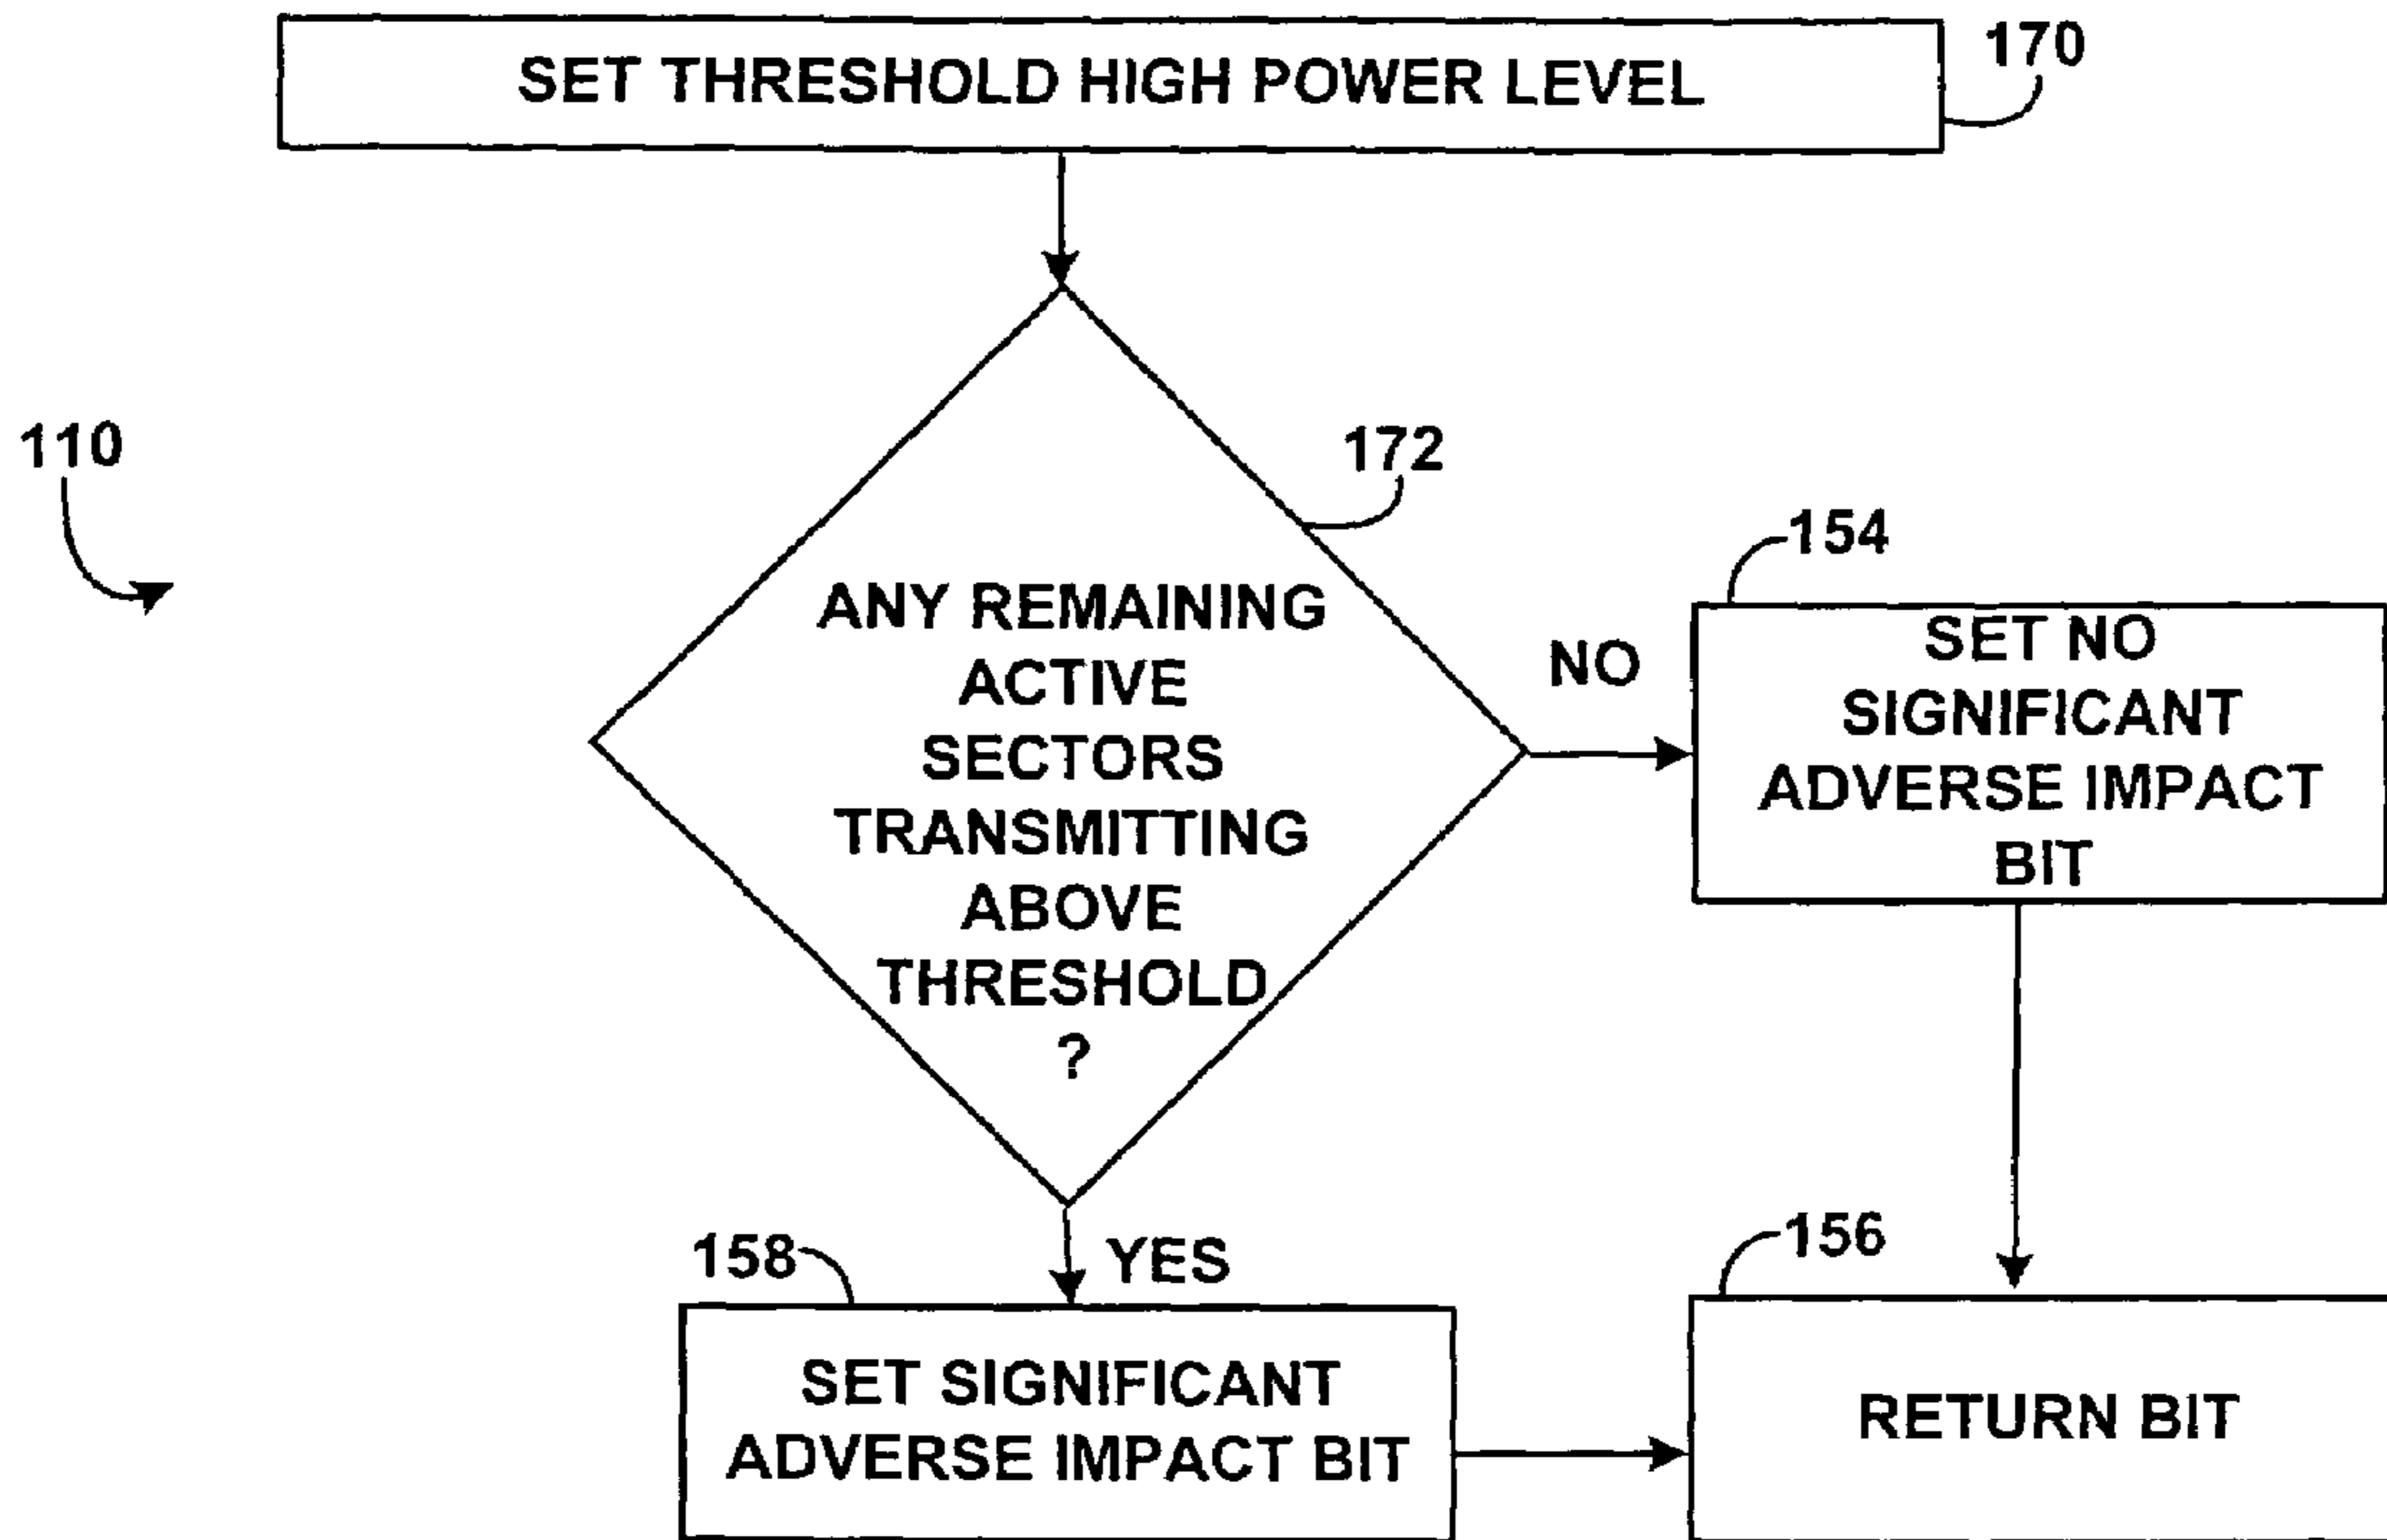 SET THRESHOLD HIGH POWER LEVEL
170
110
172
ANY REMAINING
ACTIVE
SECTORS
TRANSMITTING
ABOVE
THRESHOLD
?
NO
154
SET NO
SIGNIFICANT
ADVERSE IMPACT
BIT
YES
158
SET SIGNIFICANT
ADVERSE IMPACT BIT
156
RETURN BIT